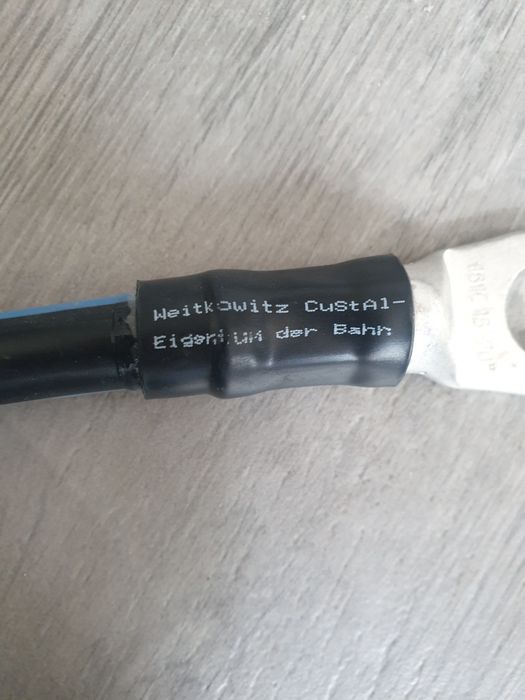 Weitkowitz CuStAl-
Eigentum der Bahn